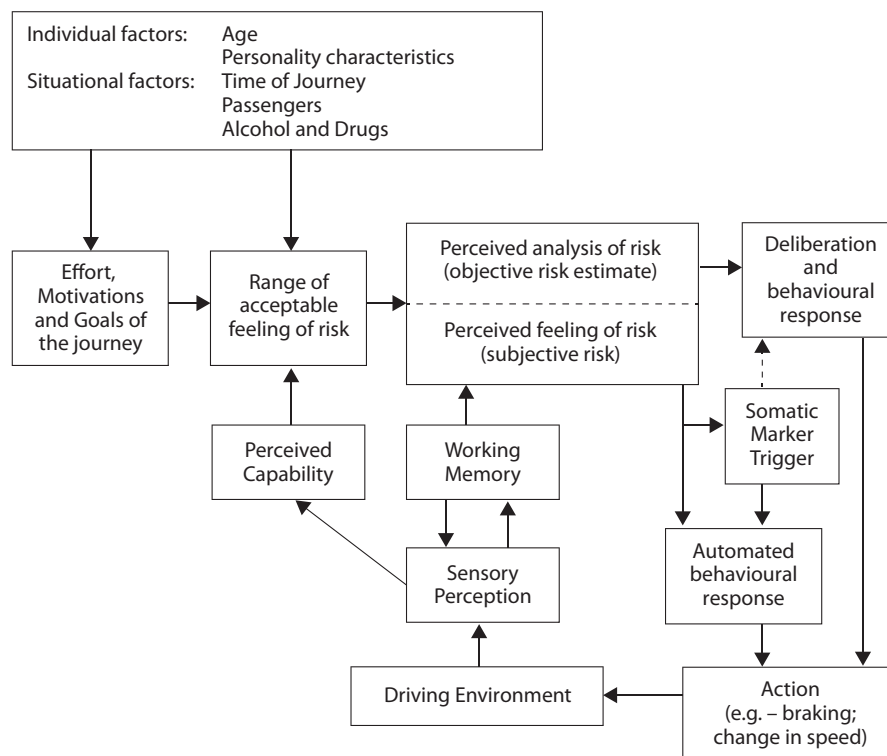 Individual factors: Age
Personality characteristics
Situational factors: Time of Journey
Passengers
Alcohol and Drugs
Effort,
Motivations
and Goals of
the journey
Range of
acceptable
feeling of risk
Perceived analysis of risk
(objective risk estimate)
Perceived feeling of risk
(subjective risk)
Deliberation and
behavioural
response
Perceived
Capability
Working
Memory
Somatic
Marker
Trigger
Sensory
Perception
Automated
behavioural
response
Driving Environment
Action
(e.g. – braking;
change in speed)